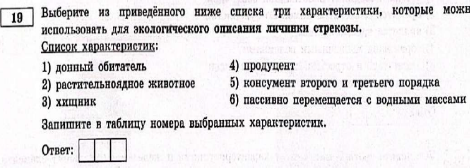 19 Выберите из приведённого ниже списка три характеристики, которые можн
использовать для экологического описания личинки стрекозы.
Список характеристик:
1) донный обитатель 4) продуцент
2) растительноядное животное 5) консумент второго и третьего порядка
3) хищник 6) пассивно перемещается с водными массами
Запишите в таблицу номера выбранных характеристик.
Ответ: